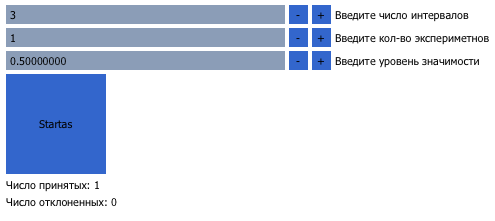 3 - + Введите число интервалов
1 - + Введите кол-во экспериметнов
0.50000000 - + Введите уровень значимости
Startas
Число принятых: 1
Число отклоненных: 0